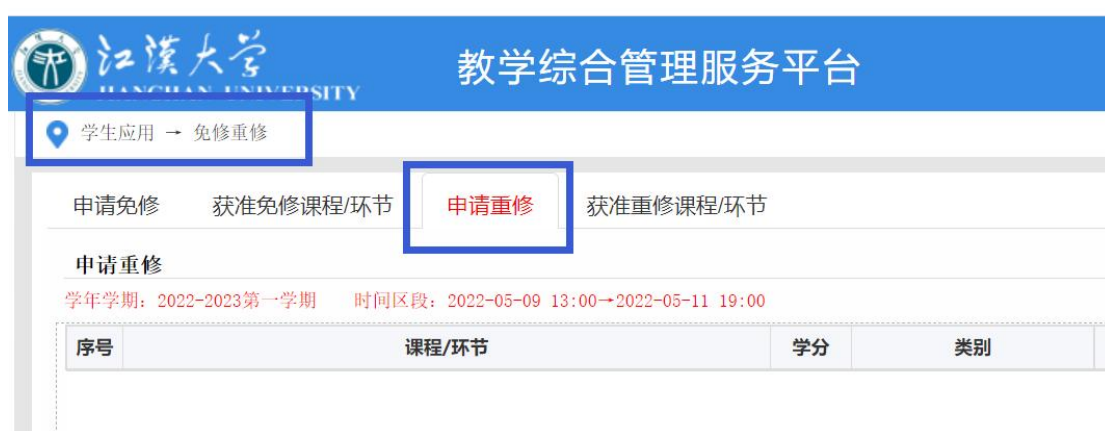 江汉大学
JIANGHAN UNIVERSITY
教学综合管理服务平台
学生应用 → 免修重修
申请免修 获准免修课程/环节 申请重修 获准重修课程/环节
申请重修
学年学期：2022-2023第一学期 时间区段：2022-05-09 13:00→2022-05-11 19:00
序号 课程/环节 学分 类别